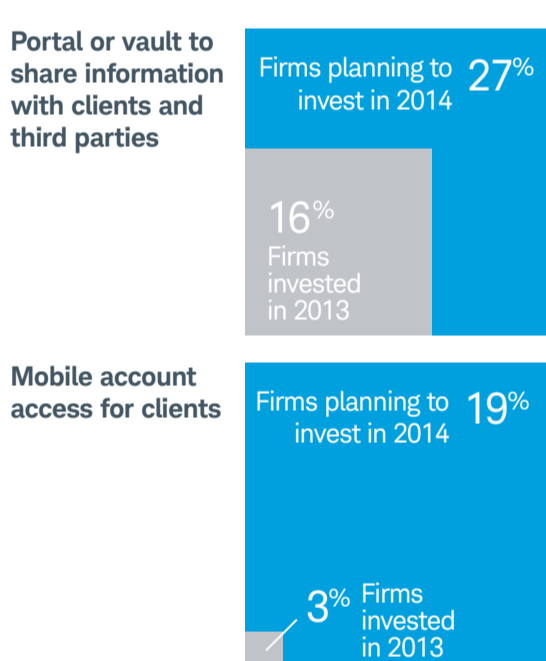 Portal or vault to
share information
with clients and
third parties
Firms planning to 27%
invest in 2014
16%
Firms
invested
in 2013
Mobile account
access for clients
Firms planning to 19%
invest in 2014
3% Firms
invested
in 2013